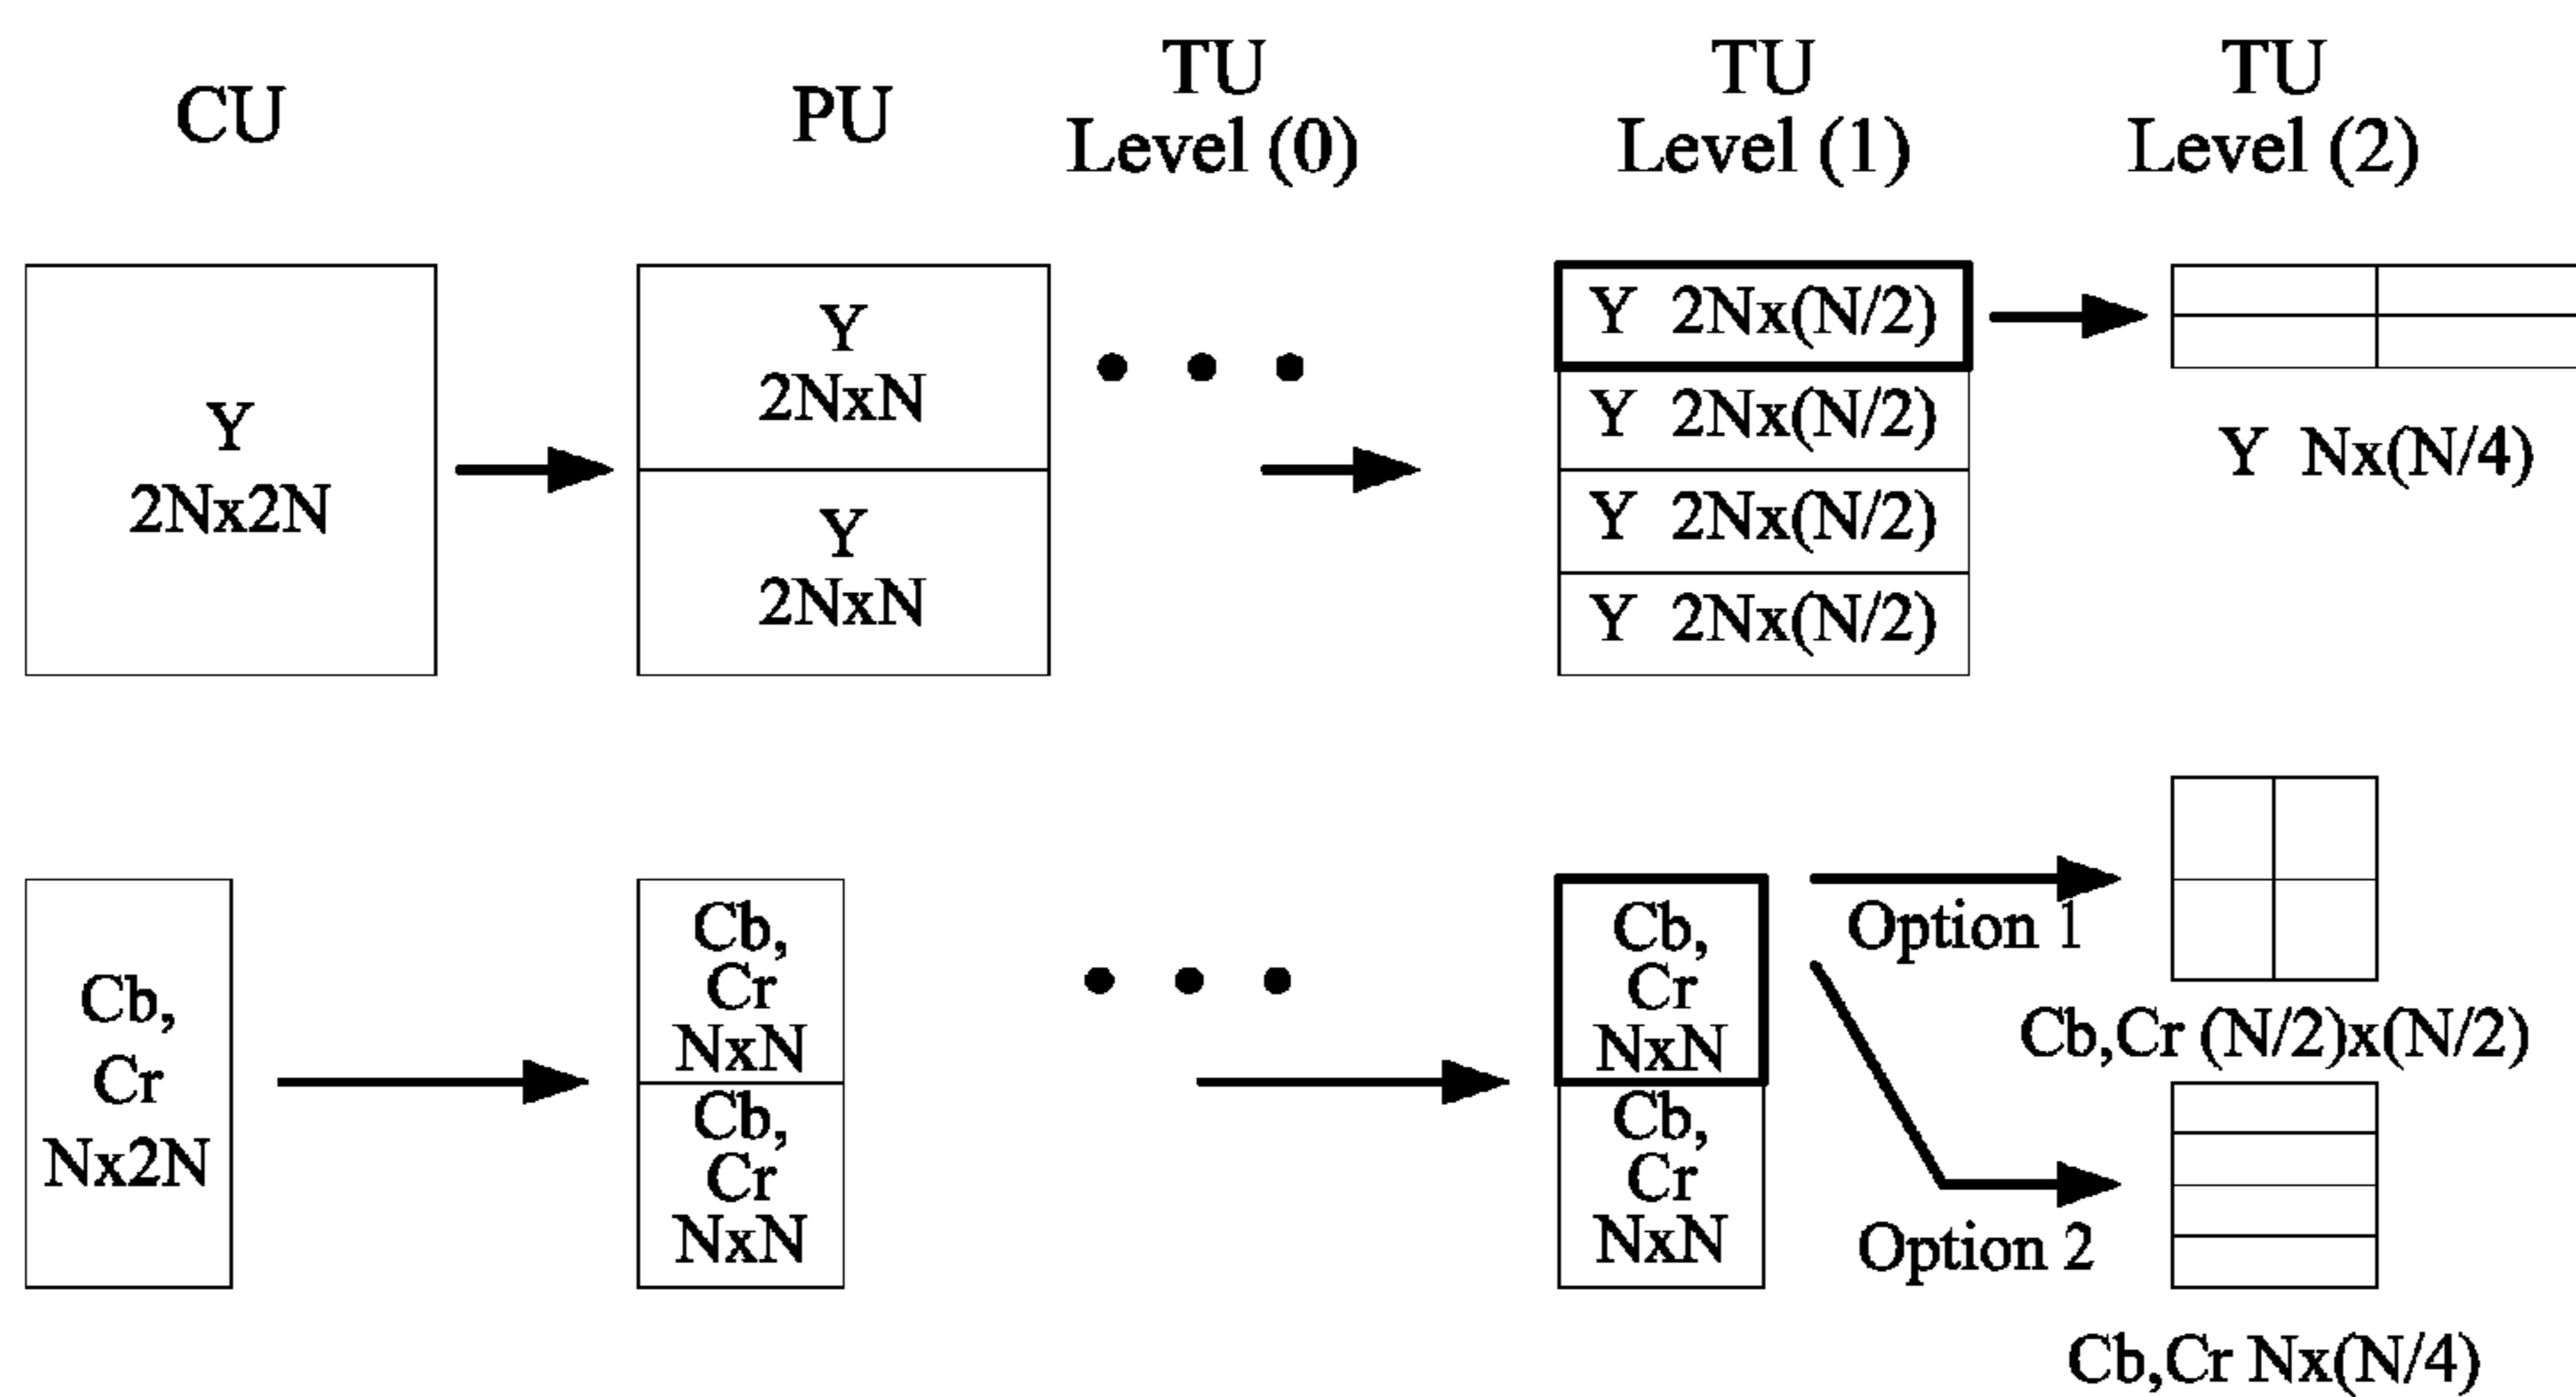 CU
PU
TU
Level (0)
TU
Level (1)
TU
Level (2)
Y
2Nx2N
Y
2NxN
Y
2NxN
Y 2Nx(N/2)
Y 2Nx(N/2)
Y 2Nx(N/2)
Y 2Nx(N/2)
Y Nx(N/4)
Cb,
Cr
Nx2N
Cb,
Cr
NxN
Cb,
Cr
NxN
Cb,
Cr
NxN
Cb,
Cr
NxN
Option 1
Cb,Cr (N/2)x(N/2)
Option 2
Cb,Cr Nx(N/4)